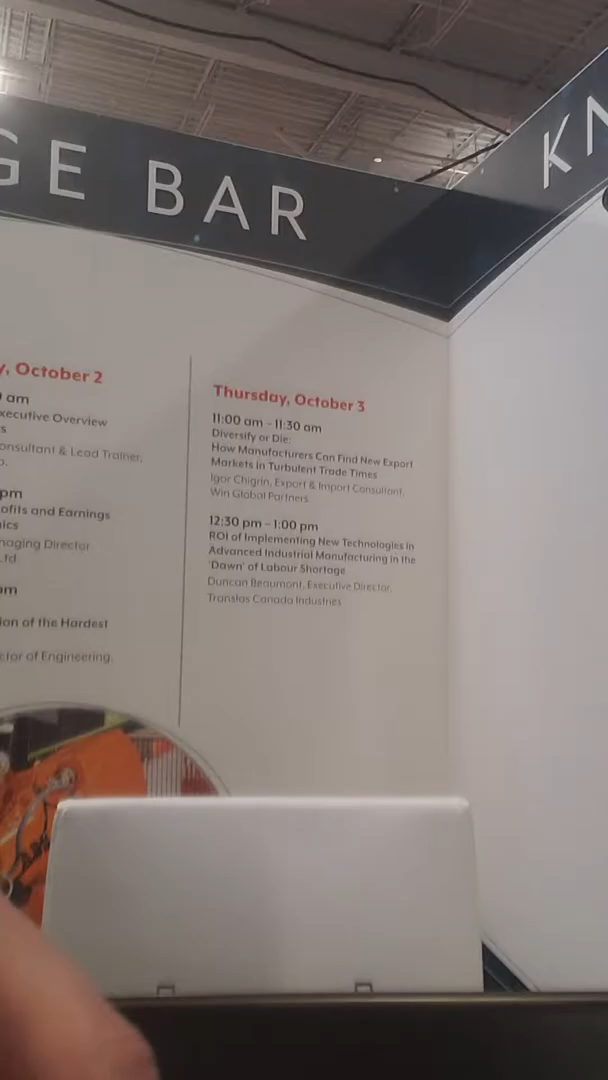 GE BAR
KN
y, October 2
am
xecutive Overview
s
onsultant & Lead Trainer,
pm
ofits and Earnings
ics
naging Director
Ltd
om
ion of the Hardest
ctor of Engineering,
Thursday, October 3
11:00 am - 11:30 am
Diversify or Die:
How Manufacturers Can Find New Export
Markets in Turbulent Trade Times
Igor Chigrin, Export & Import Consultant,
Win Global Partners
12:30 pm - 1:00 pm
ROI of Implementing New Technologies in
Advanced Industrial Manufacturing in the
'Dawn' of Labour Shortage
Duncan Beaumont, Executive Director,
Canada Industries